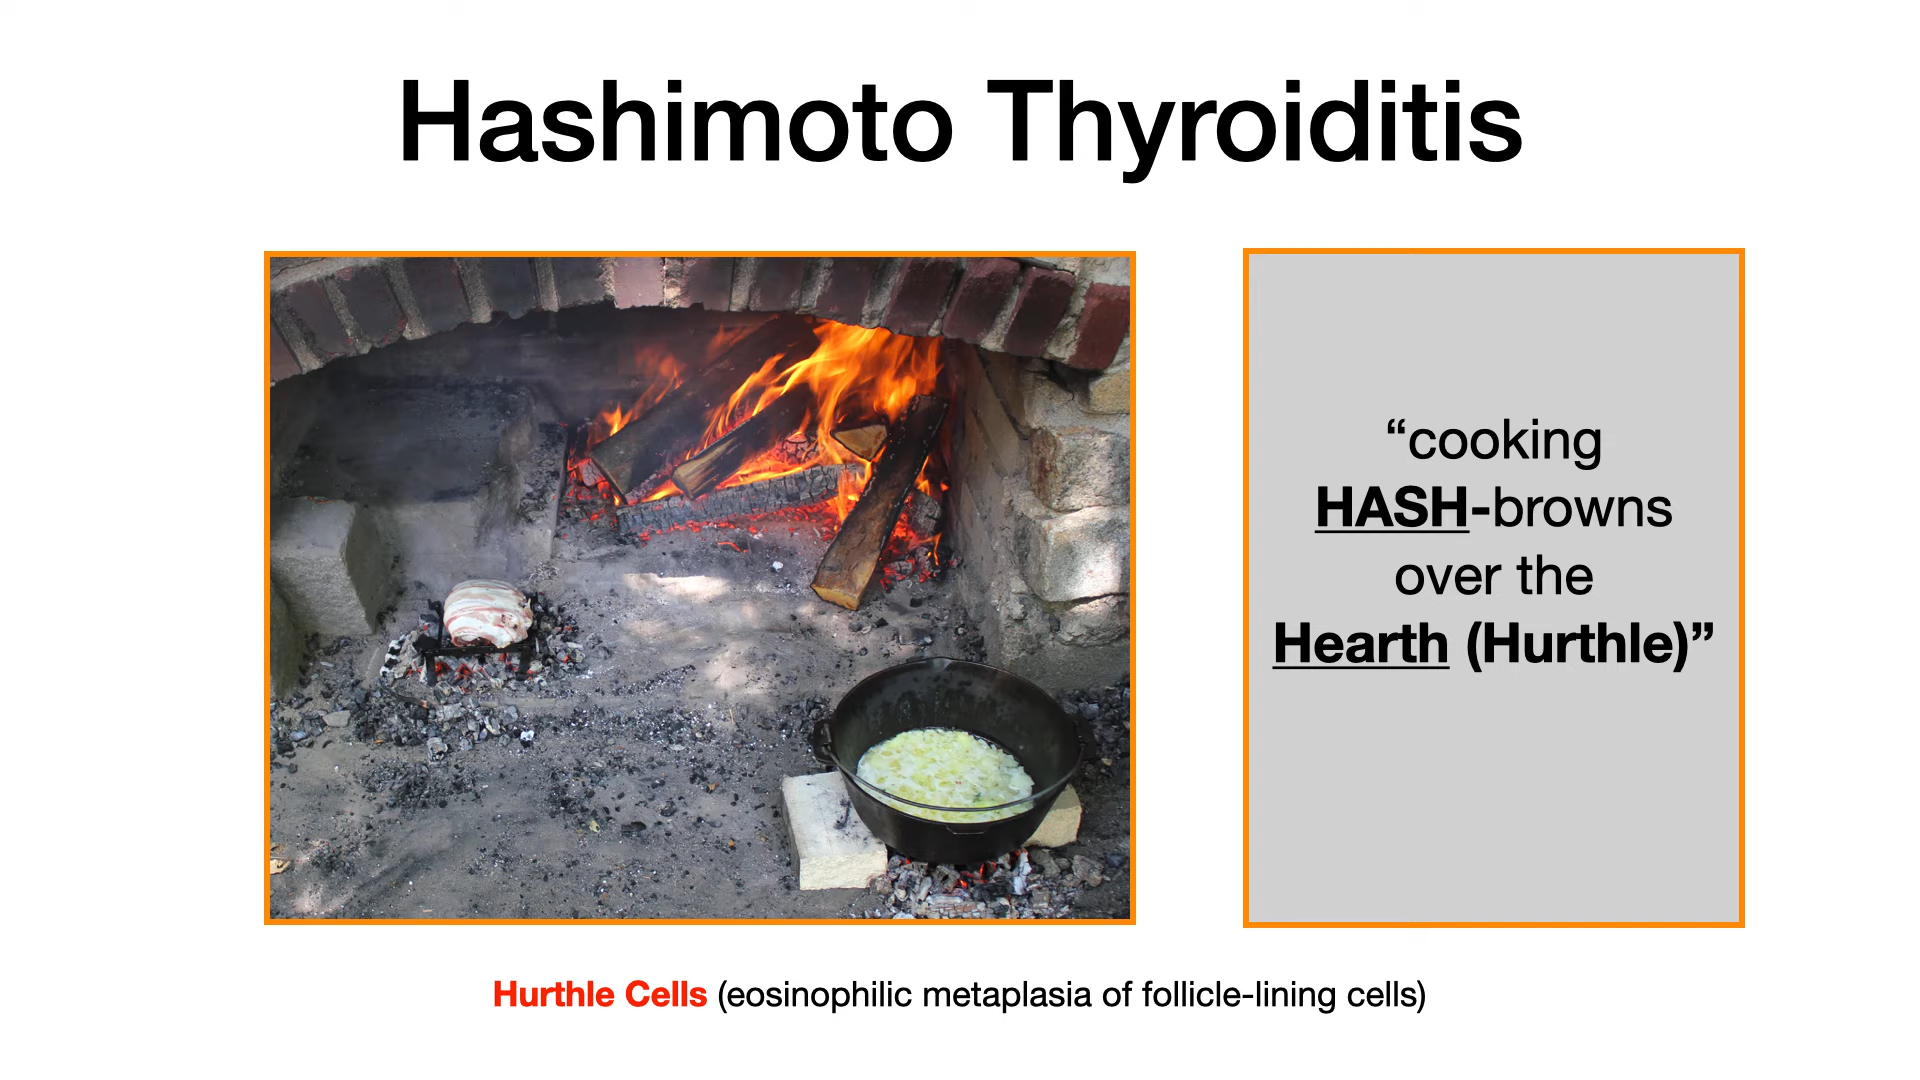 Hashimoto Thyroiditis
“cooking
HASH-browns
over the
Hearth (Hurthle)”
Hurthle Cells (eosinophilic metaplasia of follicle-lining cells)